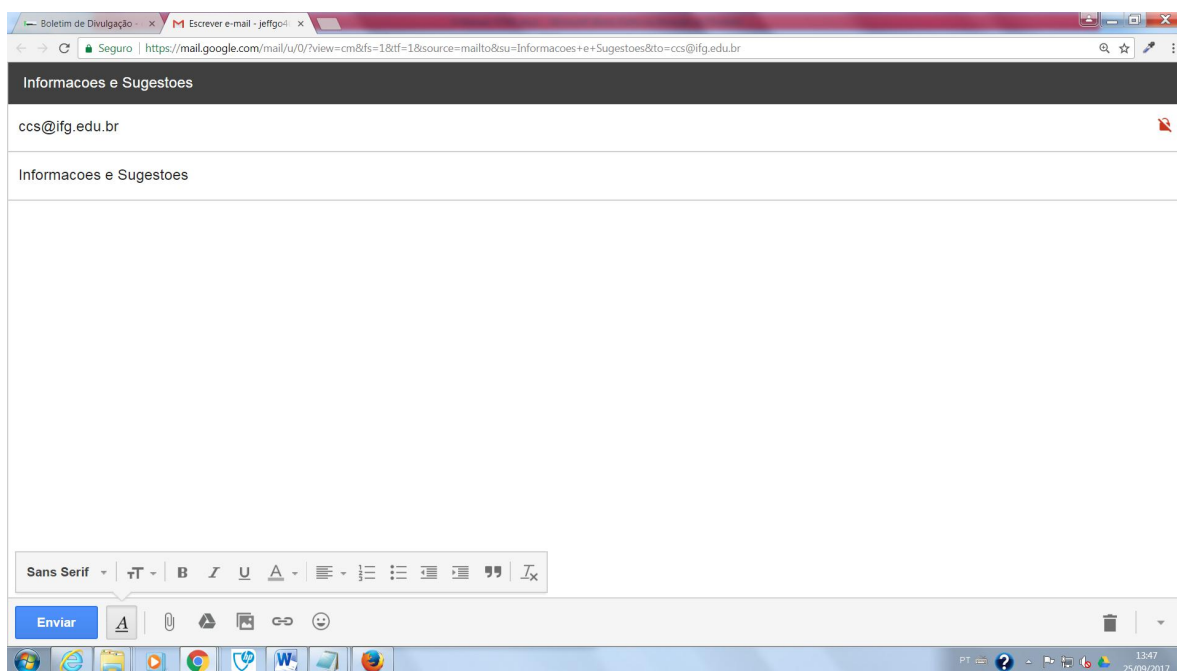 Boletim de Divulgação -
Escrever e-mail - jeffgo4
Seguro | https://mail.google.com/mail/u/0/?view=cm&fs=1&tf=1&source=mailto&su=Informacoes+e+Sugestoes&to=ccs@ifg.edu.br
Informacoes e Sugestoes
ccs@ifg.edu.br
Informacoes e Sugestoes
Sans Serif
Enviar
PT
13:47
25/09/2017